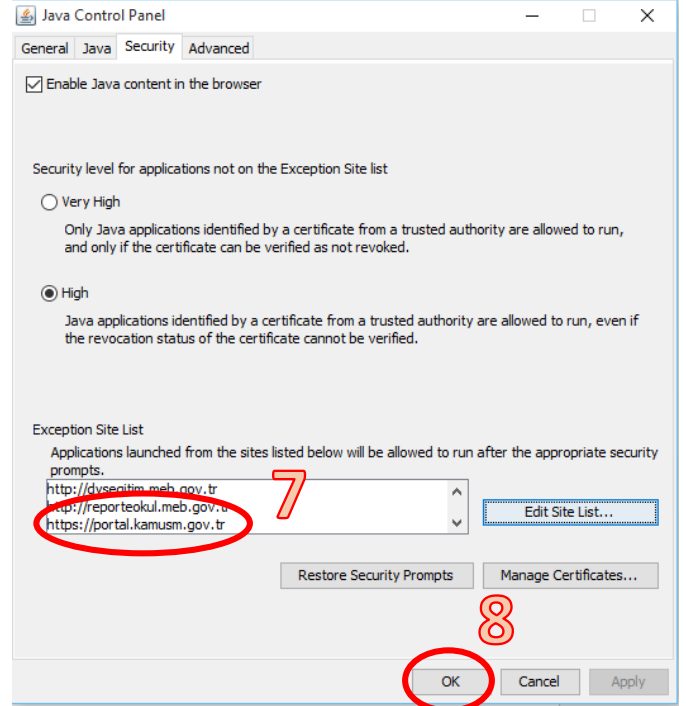 Java Control Panel
General Java Security Advanced
Enable Java content in the browser
Security level for applications not on the Exception Site list
Very High
Only Java applications identified by a certificate from a trusted authority are allowed to run,
and only if the certificate can be verified as not revoked.
High
Java applications identified by a certificate from a trusted authority are allowed to run, even if
the revocation status of the certificate cannot be verified.
Exception Site List
Applications launched from the sites listed below will be allowed to run after the appropriate security
prompts.
http://dysegitim.meb.gov.tr
http://reporteokul.meb.gov.tr
https://portal.kamusm.gov.tr
7
Edit Site List...
Restore Security Prompts Manage Certificates...
8
OK Cancel Apply